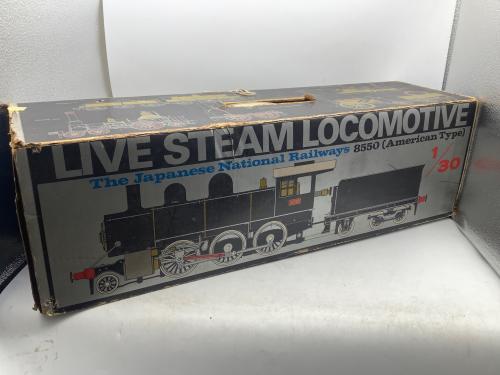 LIVE STEAM LOCOMOTIVE
The Japanese National Railways 8550 (American Type)
1/30